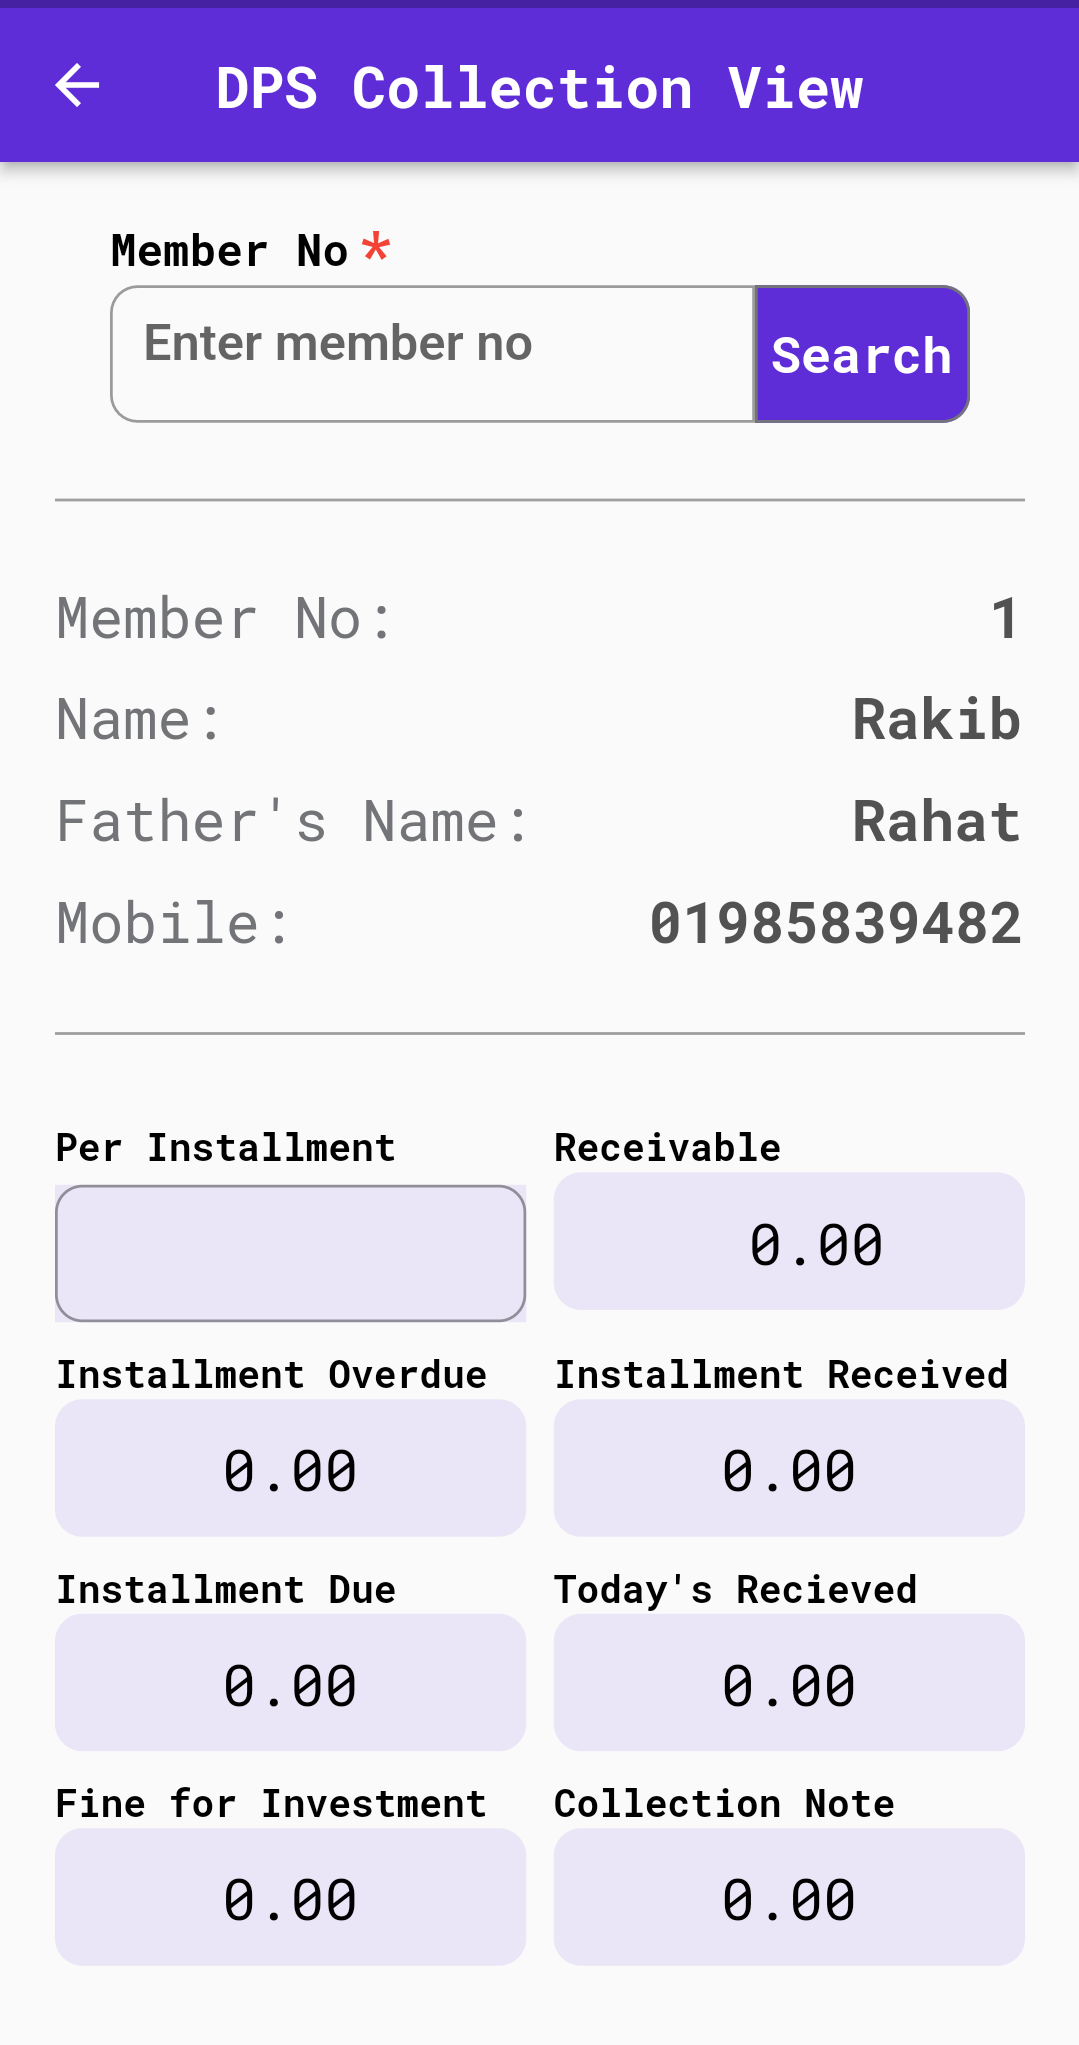 DPS Collection View
Member No *
Enter member no
Search
Member No: 1
Name: Rakib
Father's Name: Rahat
Mobile: 01985839482
Per Installment Receivable
0.00
Installment Overdue Installment Received
0.00 0.00
Installment Due Today's Recieved
0.00 0.00
Fine for Investment Collection Note
0.00 0.00